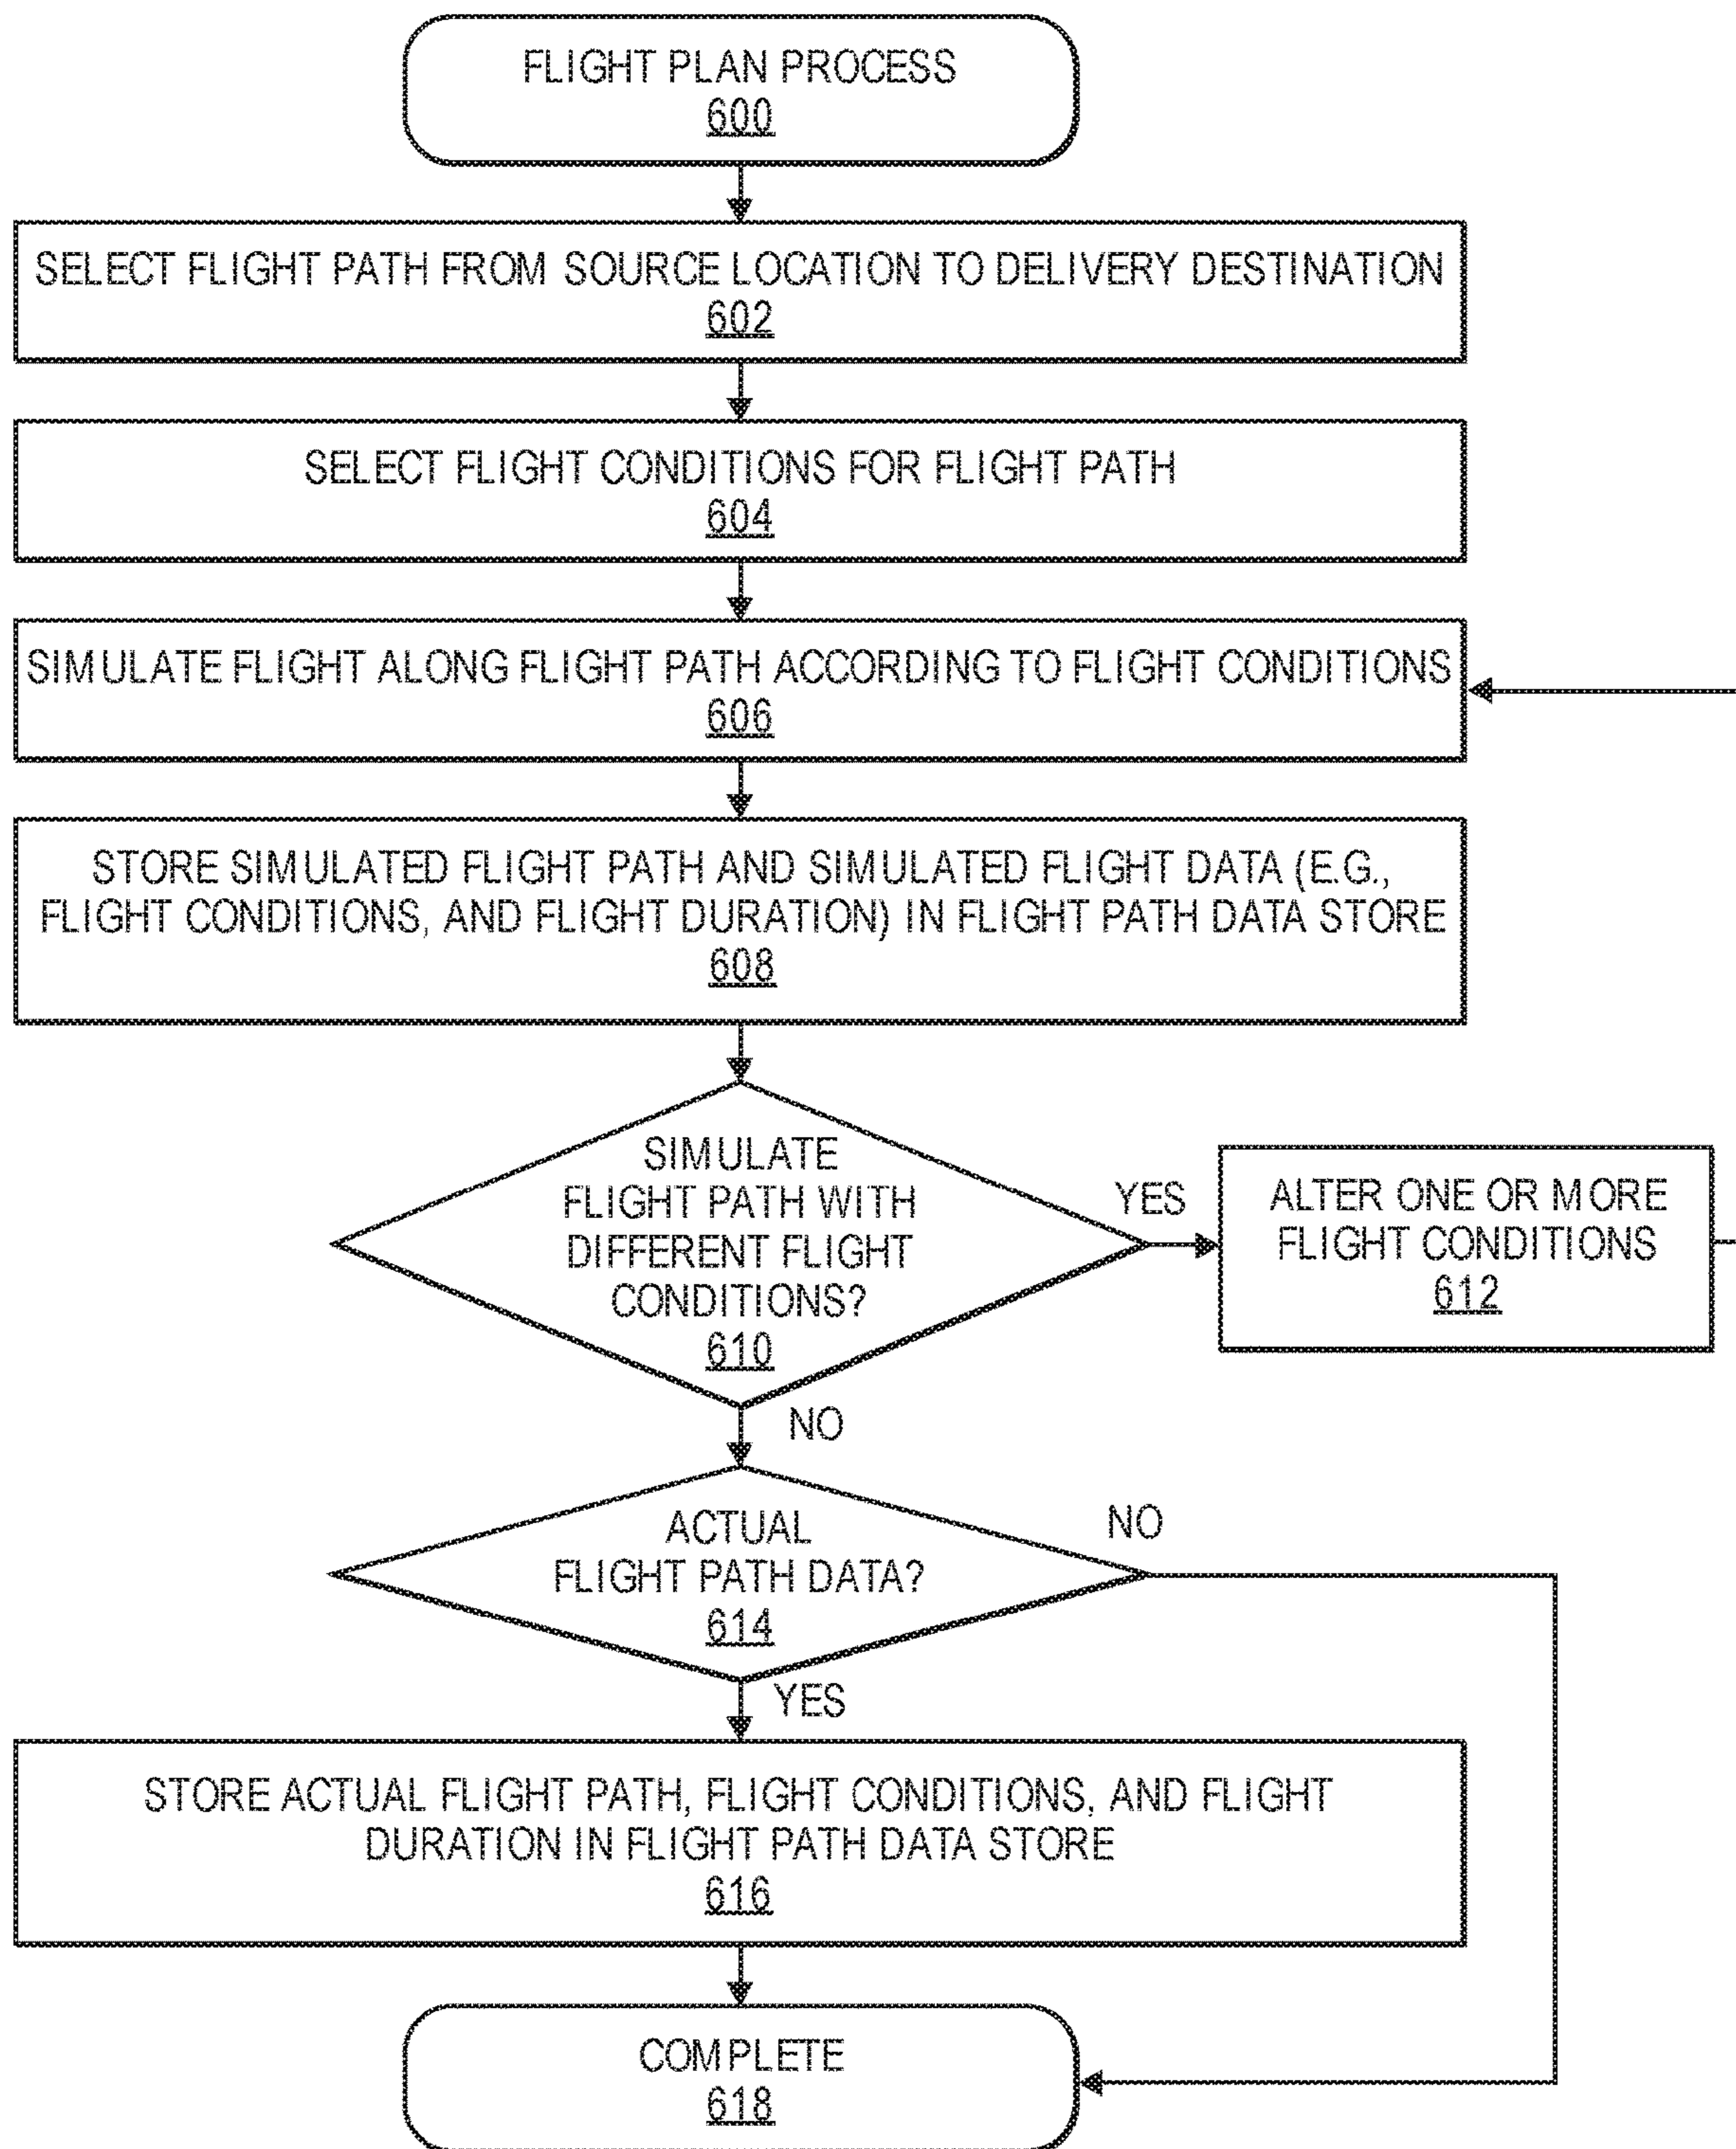 FLIGHT PLAN PROCESS
600
SELECT FLIGHT PATH FROM SOURCE LOCATION TO DELIVERY DESTINATION
602
SELECT FLIGHT CONDITIONS FOR FLIGHT PATH
604
SIMULATE FLIGHT ALONG FLIGHT PATH ACCORDING TO FLIGHT CONDITIONS
606
STORE SIMULATED FLIGHT PATH AND SIMULATED FLIGHT DATA (E.G.,
FLIGHT CONDITIONS, AND FLIGHT DURATION) IN FLIGHT PATH DATA STORE
608
SIMULATE
FLIGHT PATH WITH
DIFFERENT FLIGHT
CONDITIONS?
610
YES
ALTER ONE OR MORE
FLIGHT CONDITIONS
612
NO
ACTUAL
FLIGHT PATH DATA?
614
NO
YES
STORE ACTUAL FLIGHT PATH, FLIGHT CONDITIONS, AND FLIGHT
DURATION IN FLIGHT PATH DATA STORE
616
COMPLETE
618